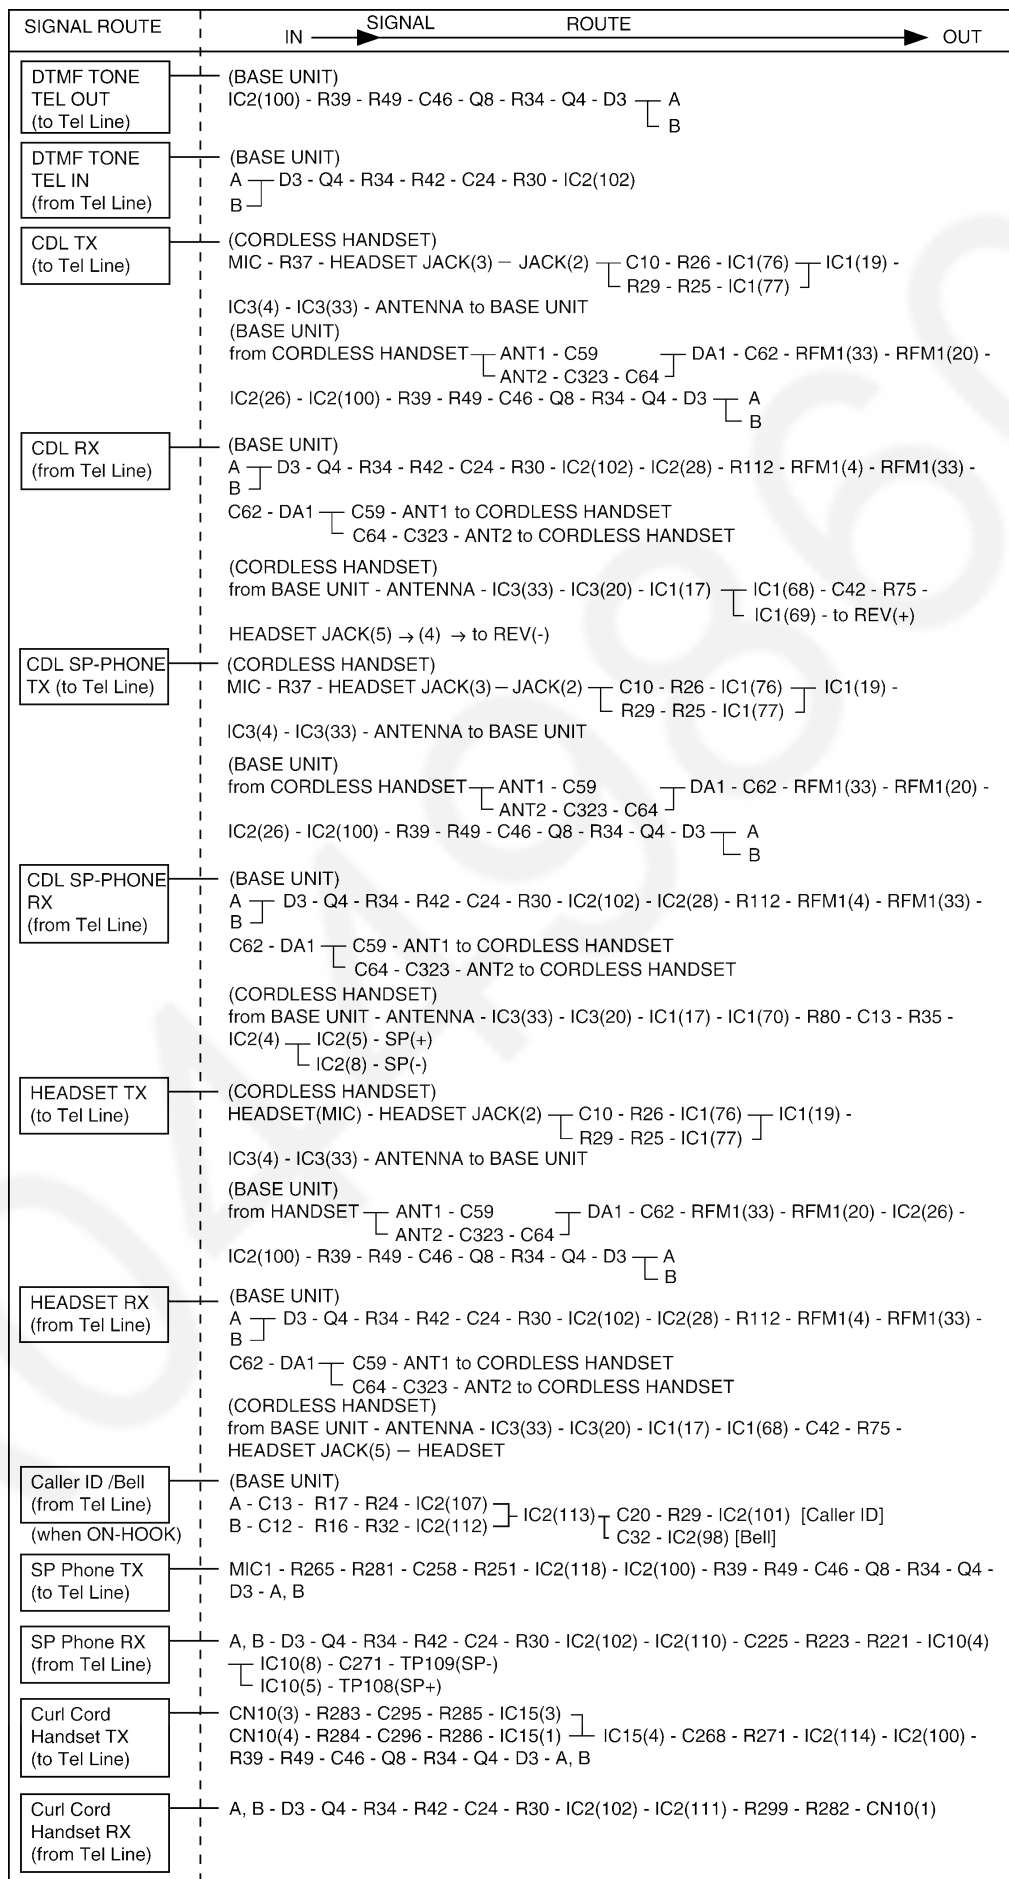 SIGNAL ROUTE
IN SIGNAL ROUTE OUT
DTMF TONE
TEL OUT
(to Tel Line)
(BASE UNIT)
IC2(100) - R39 - R49 - C46 - Q8 - R34 - Q4 - D3 A
B
DTMF TONE
TEL IN
(from Tel Line)
(BASE UNIT)
A D3 - Q4 - R34 - R42 - C24 - R30 - IC2(102)
B
CDL TX
(to Tel Line)
(CORDLESS HANDSET)
MIC - R37 - HEADSET JACK(3) – JACK(2) C10 - R26 - IC1(76) IC1(19) -
R29 - R25 - IC1(77)
IC3(4) - IC3(33) - ANTENNA to BASE UNIT
(BASE UNIT)
from CORDLESS HANDSET ANT1 - C59 DA1 - C62 - RFM1(33) - RFM1(20) -
ANT2 - C323 - C64
IC2(26) - IC2(100) - R39 - R49 - C46 - Q8 - R34 - Q4 - D3 A
B
CDL RX
(from Tel Line)
(BASE UNIT)
A D3 - Q4 - R34 - R42 - C24 - R30 - IC2(102) - IC2(28) - R112 - RFM1(4) - RFM1(33) -
B
C62 - DA1 C59 - ANT1 to CORDLESS HANDSET
C64 - C323 - ANT2 to CORDLESS HANDSET
(CORDLESS HANDSET)
from BASE UNIT - ANTENNA - IC3(33) - IC3(20) - IC1(17) IC1(68) - C42 - R75 -
IC1(69) - to REV(+)
HEADSET JACK(5) → (4) → to REV(-)
CDL SP-PHONE
TX (to Tel Line)
(CORDLESS HANDSET)
MIC - R37 - HEADSET JACK(3) – JACK(2) C10 - R26 - IC1(76) IC1(19) -
R29 - R25 - IC1(77)
IC3(4) - IC3(33) - ANTENNA to BASE UNIT
(BASE UNIT)
from CORDLESS HANDSET ANT1 - C59 DA1 - C62 - RFM1(33) - RFM1(20) -
ANT2 - C323 - C64
IC2(26) - IC2(100) - R39 - R49 - C46 - Q8 - R34 - Q4 - D3 A
B
CDL SP-PHONE
RX
(from Tel Line)
(BASE UNIT)
A D3 - Q4 - R34 - R42 - C24 - R30 - IC2(102) - IC2(28) - R112 - RFM1(4) - RFM1(33) -
B
C62 - DA1 C59 - ANT1 to CORDLESS HANDSET
C64 - C323 - ANT2 to CORDLESS HANDSET
(CORDLESS HANDSET)
from BASE UNIT - ANTENNA - IC3(33) - IC3(20) - IC1(17) - IC1(70) - R80 - C13 - R35 -
IC2(4) IC2(5) - SP(+)
IC2(8) - SP(-)
HEADSET TX
(to Tel Line)
(CORDLESS HANDSET)
HEADSET(MIC) - HEADSET JACK(2) C10 - R26 - IC1(76) IC1(19) -
R29 - R25 - IC1(77)
IC3(4) - IC3(33) - ANTENNA to BASE UNIT
(BASE UNIT)
from HANDSET ANT1 - C59 DA1 - C62 - RFM1(33) - RFM1(20) - IC2(26) -
ANT2 - C323 - C64
IC2(100) - R39 - R49 - C46 - Q8 - R34 - Q4 - D3 A
B
HEADSET RX
(from Tel Line)
(BASE UNIT)
A D3 - Q4 - R34 - R42 - C24 - R30 - IC2(102) - IC2(28) - R112 - RFM1(4) - RFM1(33) -
B
C62 - DA1 C59 - ANT1 to CORDLESS HANDSET
C64 - C323 - ANT2 to CORDLESS HANDSET
(CORDLESS HANDSET)
from BASE UNIT - ANTENNA - IC3(33) - IC3(20) - IC1(17) - IC1(68) - C42 - R75 -
HEADSET JACK(5) – HEADSET
Caller ID /Bell
(from Tel Line)
(when ON-HOOK)
(BASE UNIT)
A - C13 - R17 - R24 - IC2(107) IC2(113) C20 - R29 - IC2(101) [Caller ID]
B - C12 - R16 - R32 - IC2(112) C32 - IC2(98) [Bell]
SP Phone TX
(to Tel Line)
MIC1 - R265 - R281 - C258 - R251 - IC2(118) - IC2(100) - R39 - R49 - C46 - Q8 - R34 - Q4 -
D3 - A, B
SP Phone RX
(from Tel Line)
A, B - D3 - Q4 - R34 - R42 - C24 - R30 - IC2(102) - IC2(110) - C225 - R223 - R221 - IC10(4)
IC10(8) - C271 - TP109(SP-)
IC10(5) - TP108(SP+)
Curl Cord
Handset TX
(to Tel Line)
CN10(3) - R283 - C295 - R285 - IC15(3)
CN10(4) - R284 - C296 - R286 - IC15(1) IC15(4) - C268 - R271 - IC2(114) - IC2(100) -
R39 - R49 - C46 - Q8 - R34 - Q4 - D3 - A, B
Curl Cord
Handset RX
(from Tel Line)
A, B - D3 - Q4 - R34 - R42 - C24 - R30 - IC2(102) - IC2(111) - R299 - R282 - CN10(1)